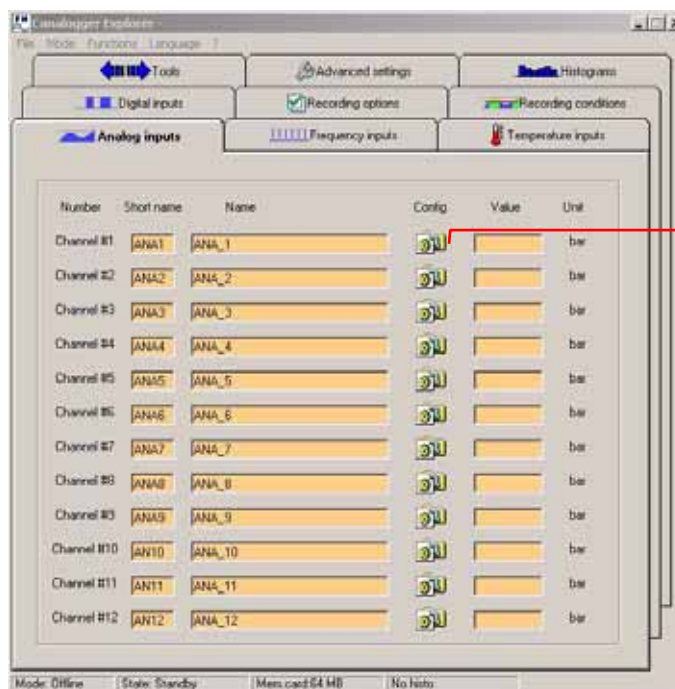 Canalogger Explorer
File Mode Functions Language ?
Tools Advanced settings Histograms
Digital inputs Recording options Recording conditions
Analog inputs Frequency inputs Temperature inputs
Number Short name Name Config Value Unit
Channel #1 ANA1 ANA_1 bar
Channel #2 ANA2 ANA_2 bar
Channel #3 ANA3 ANA_3 bar
Channel #4 ANA4 ANA_4 bar
Channel #5 ANA5 ANA_5 bar
Channel #6 ANA6 ANA_6 bar
Channel #7 ANA7 ANA_7 bar
Channel #8 ANA8 ANA_8 bar
Channel #9 ANA9 ANA_9 bar
Channel #10 AN10 ANA_10 bar
Channel #11 AN11 ANA_11 bar
Channel #12 AN12 ANA_12 bar
Mode: Offline State: Standby Mem. card:64 MB No histo